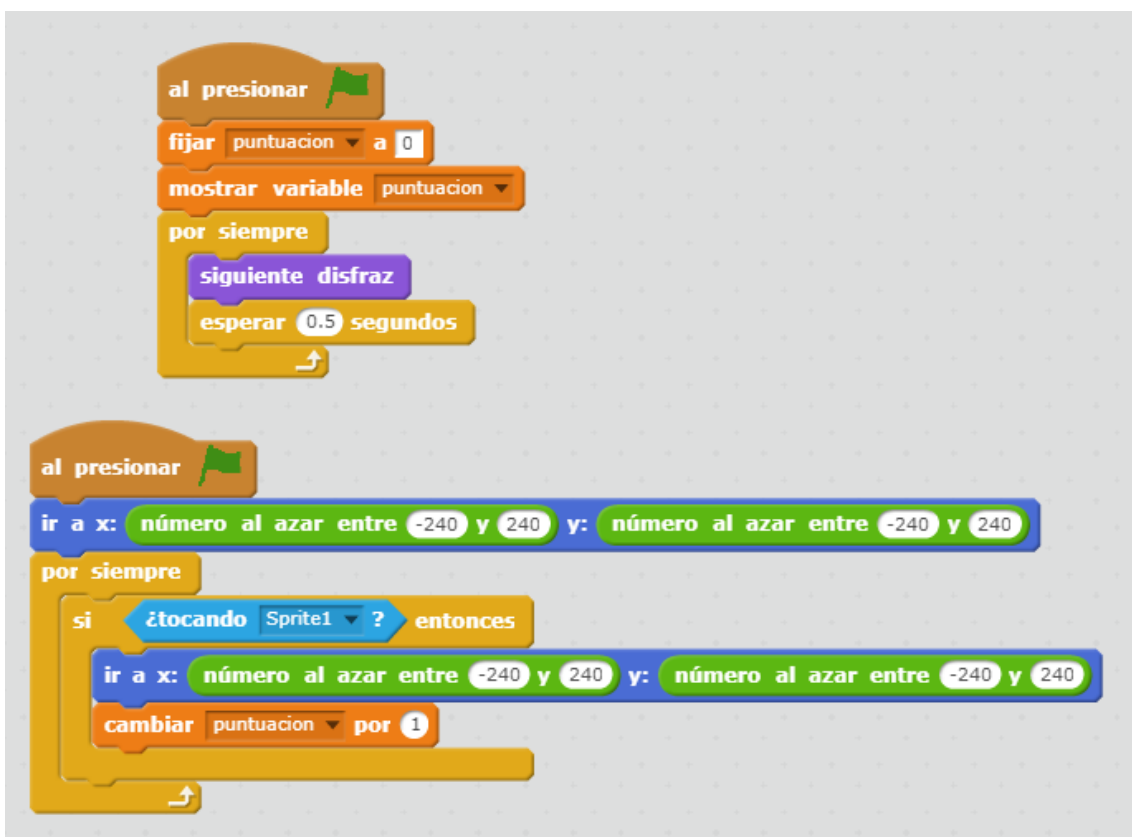 al presionar
fijar puntuacion a 0
mostrar variable puntuacion
por siempre
siguiente disfraz
esperar 0.5 segundos
al presionar
ir a x: número al azar entre -240 y 240 y: número al azar entre -240 y 240
por siempre
si ¿tocando Sprite1 ? entonces
ir a x: número al azar entre -240 y 240 y: número al azar entre -240 y 240
cambiar puntuacion por 1